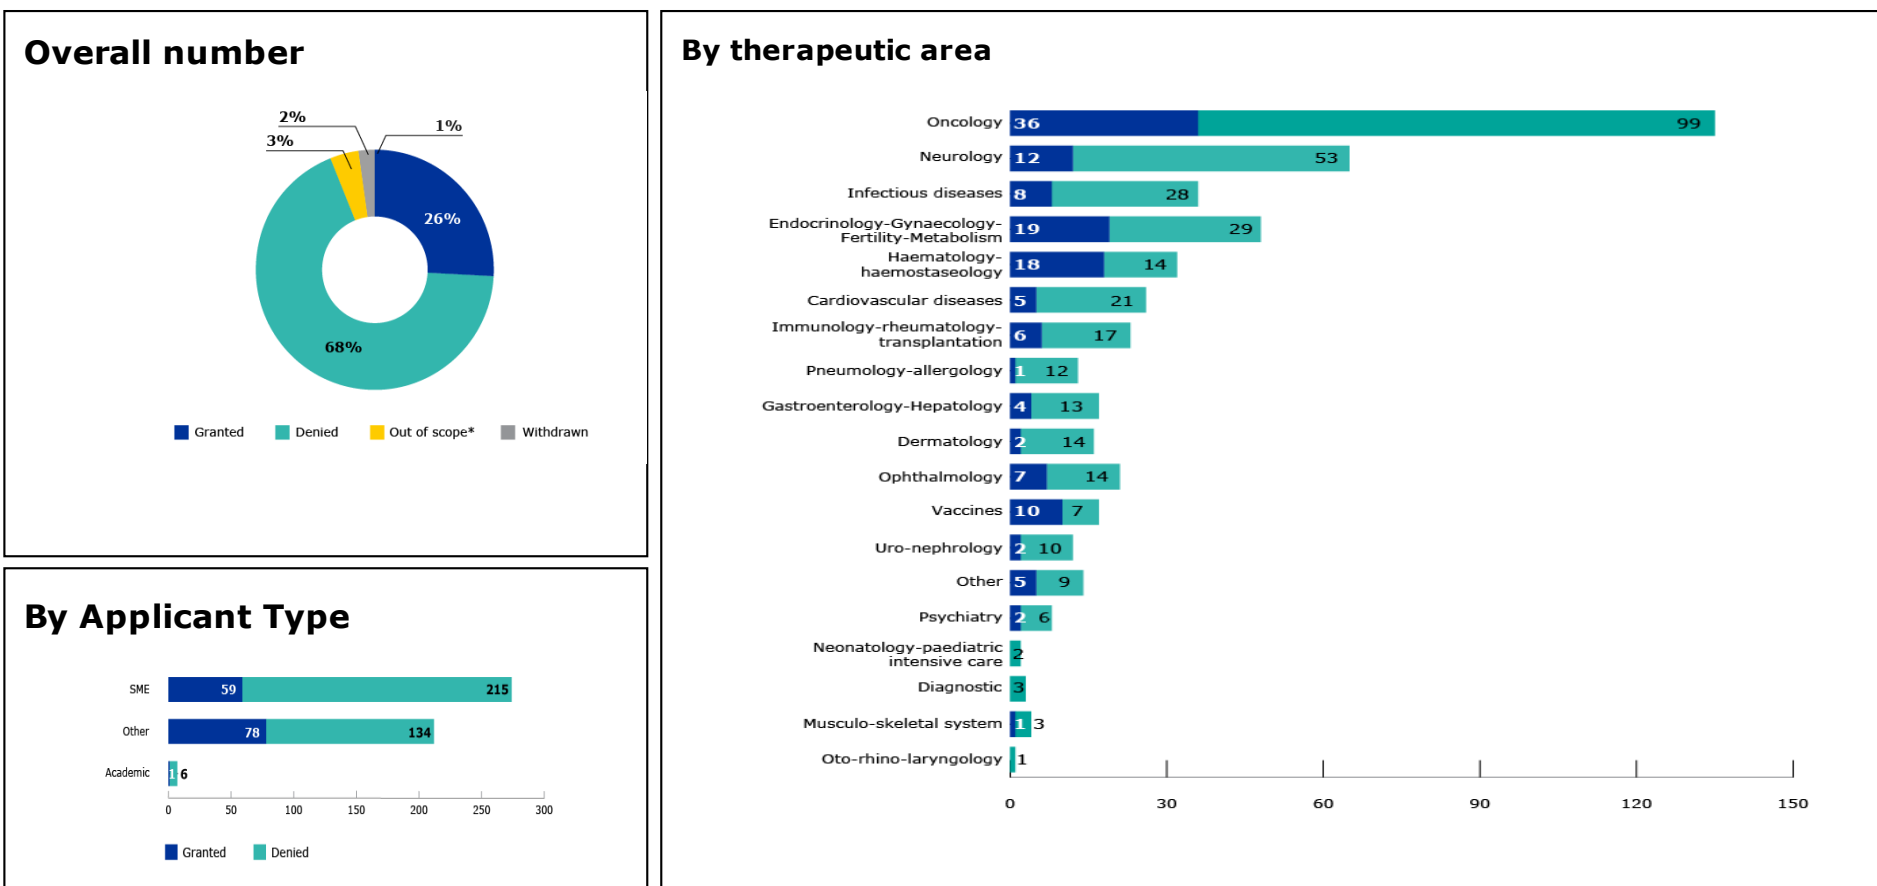 Overall number
2%
1%
3%
26%
68%
Granted
Denied
Out of scope*
Withdrawn
By Applicant Type
SME
59
215
Other
78
134
Academic
1
6
0
50
100
150
200
250
300
Granted
Denied
By therapeutic area
Oncology
36
99
Neurology
12
53
Infectious diseases
8
28
Endocrinology-Gynaecology-
Fertility-Metabolism
19
29
Haematology-
haemostaseology
18
14
Cardiovascular diseases
5
21
Immunology-rheumatology-
transplantation
6
17
Pneumology-allergology
1
12
Gastroenterology-Hepatology
4
13
Dermatology
2
14
Ophthalmology
7
14
Vaccines
10
7
Uro-nephrology
2
10
Other
5
9
Psychiatry
2
6
Neonatology-paediatric
intensive care
2
Diagnostic
3
Musculo-skeletal system
1
3
Oto-rhino-laryngology
1
0
30
60
90
120
150